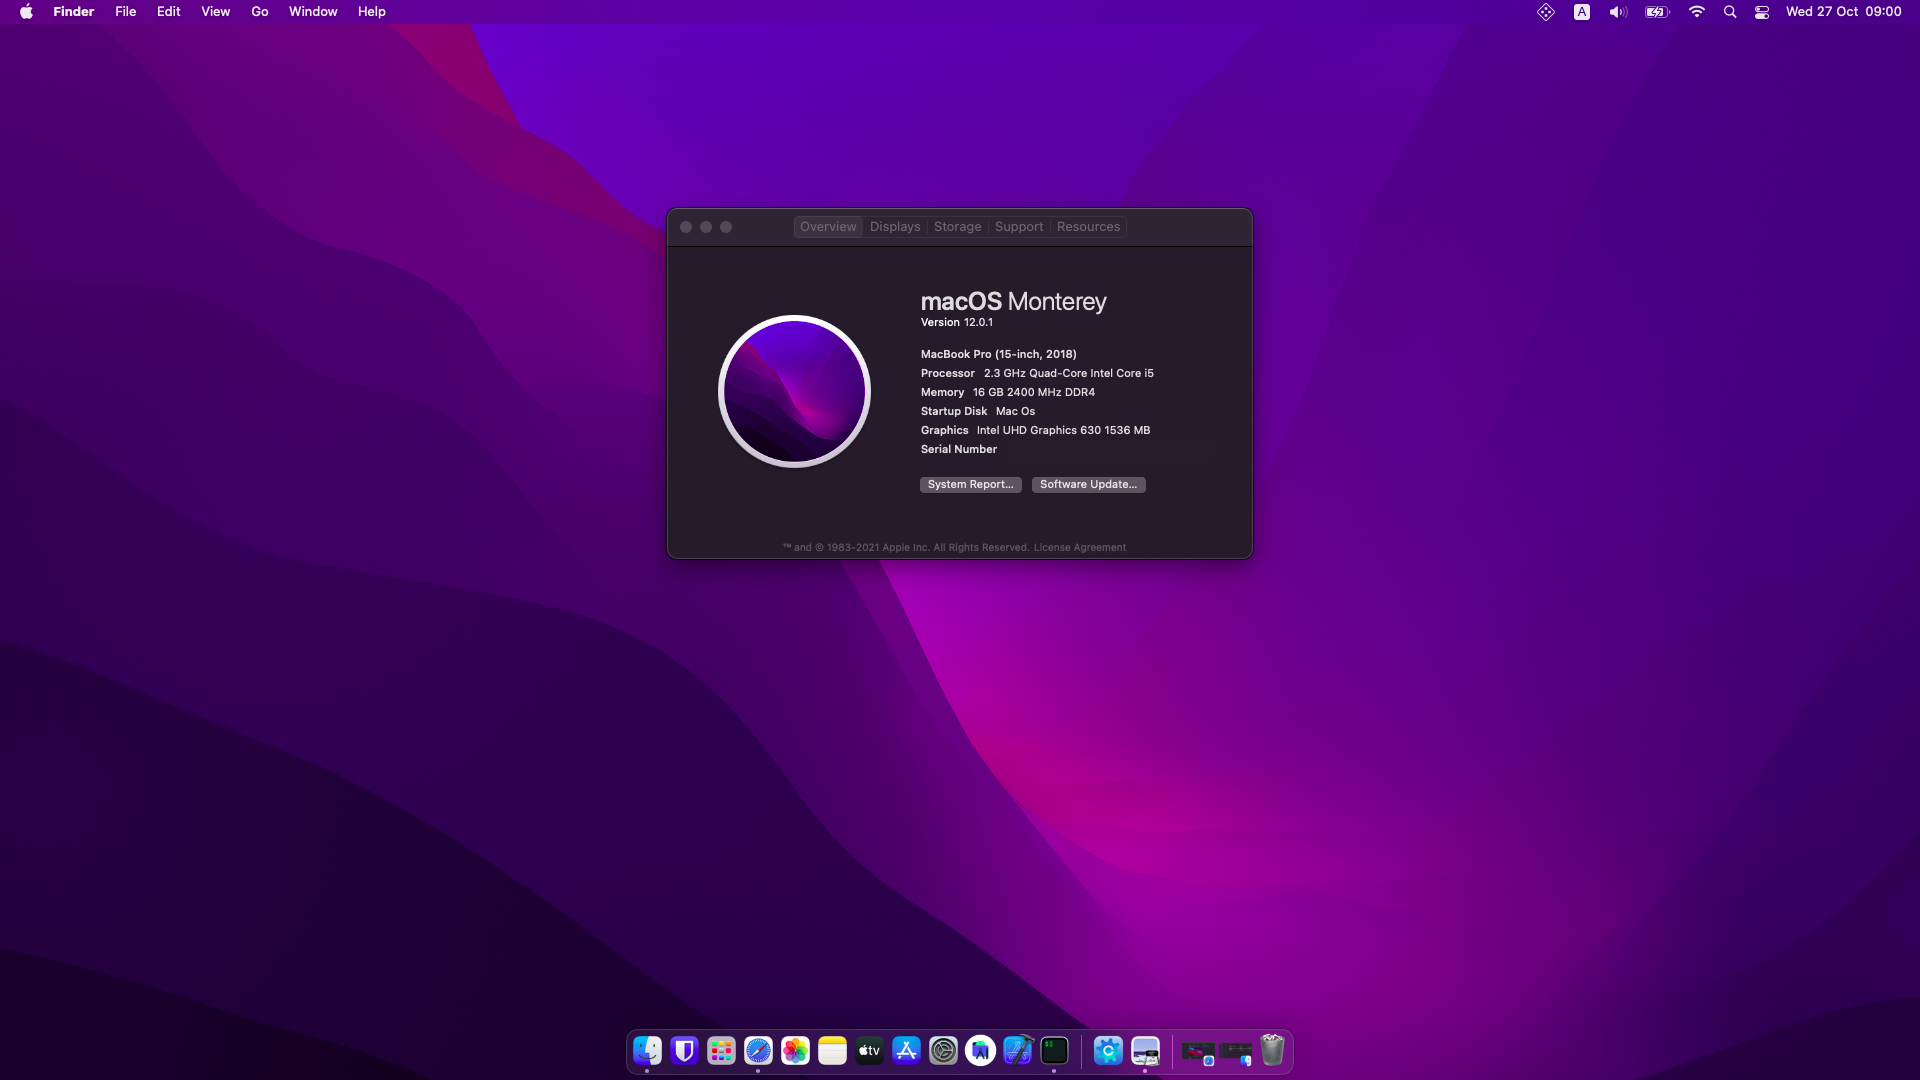 Finder File Edit View Go Window Help
A Wed 27 Oct 09:00
Overview Displays Storage Support Resources
macOS Monterey
Version 12.0.1
MacBook Pro (15-inch, 2018)
Processor 2.3 GHz Quad-Core Intel Core i5
Memory 16 GB 2400 MHz DDR4
Startup Disk Mac Os
Graphics Intel UHD Graphics 630 1536 MB
Serial Number
System Report... Software Update...
™ and © 1983-2021 Apple Inc. All Rights Reserved. License Agreement
tv